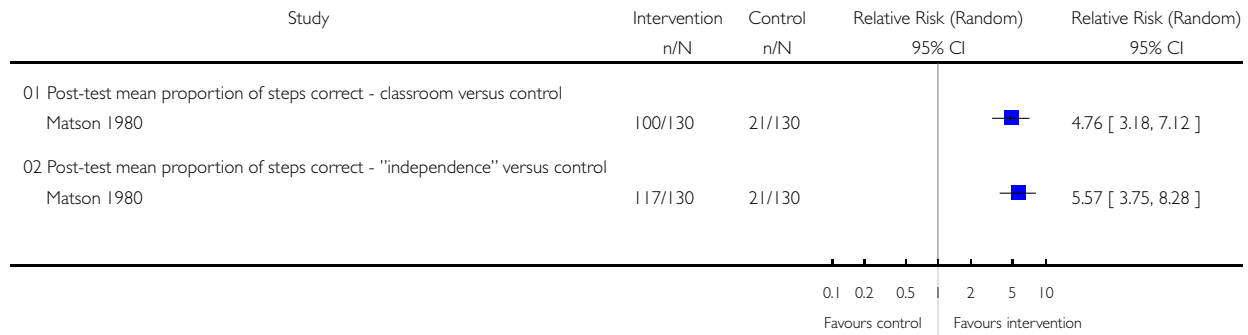 Study Intervention Control Relative Risk (Random) Relative Risk (Random)
n/N n/N 95% CI 95% CI
01 Post-test mean proportion of steps correct - classroom versus control
Matson 1980 100/130 21/130 4.76 [ 3.18, 7.12 ]
02 Post-test mean proportion of steps correct - ”independence” versus control
Matson 1980 117/130 21/130 5.57 [ 3.75, 8.28 ]
0.1 0.2 0.5 1 2 5 10
Favours control Favours intervention